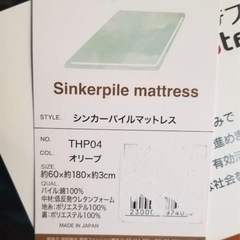 Sinkerpile mattress
STYLE. シンカーパイルマットレス
NO. THP04
COL. オリーブ
SIZE. 約60×約180×約3cm
QUAL.
パイル:綿100%
中材:低反発ウレタンフォーム
地糸:ポリエステル100%
裏:ポリエステル100%
MADE IN JAPAN